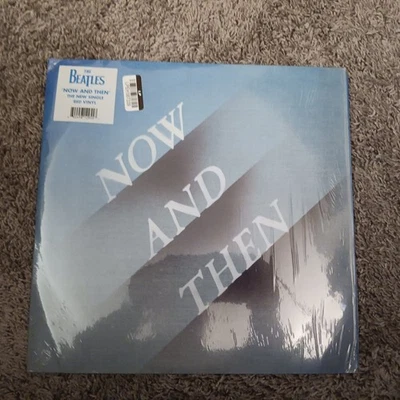 THE
BEATLES
'NOW AND THEN'
THE NEW SINGLE
NOW
AND
THEN